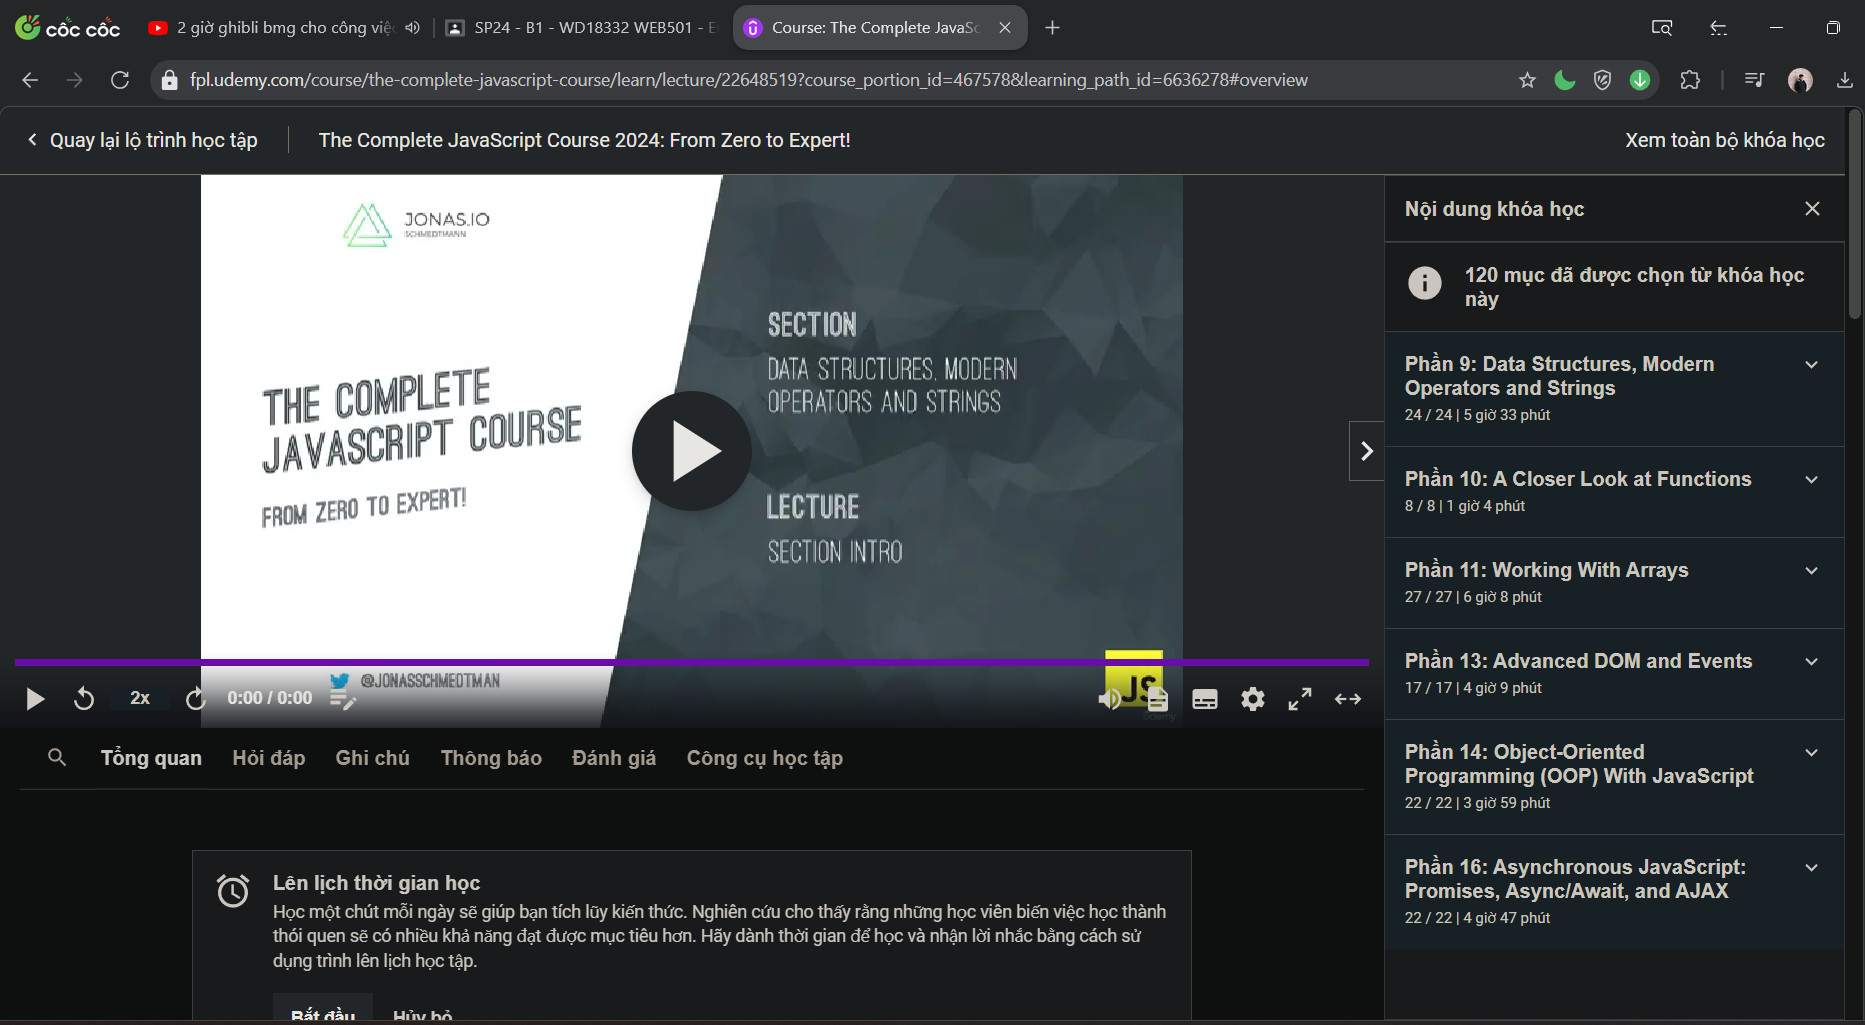 cốc cốc
2 giờ ghibli bmg cho công việc
SP24 - B1 - WD18332 WEB501 - E
Course: The Complete JavaSc
fpl.udemy.com/course/the-complete-javascript-course/learn/lecture/22648519?course_portion_id=467578&learning_path_id=6636278#overview
Quay lại lộ trình học tập
The Complete JavaScript Course 2024: From Zero to Expert!
Xem toàn bộ khóa học
JONAS.IO
SCHMEDTMANN
THE COMPLETE
JAVASCRIPT COURSE
FROM ZERO TO EXPERT!
SECTION
DATA STRUCTURES, MODERN
OPERATORS AND STRINGS
LECTURE
SECTION INTRO
@JONASSCHMEDTMAN
JS
udemy
2x
0:00 / 0:00
Tổng quan
Hỏi đáp
Ghi chú
Thông báo
Đánh giá
Công cụ học tập
Lên lịch thời gian học
Học một chút mỗi ngày sẽ giúp bạn tích lũy kiến thức. Nghiên cứu cho thấy rằng những học viên biến việc học thành
thói quen sẽ có nhiều khả năng đạt được mục tiêu hơn. Hãy dành thời gian để học và nhận lời nhắc bằng cách sử
dụng trình lên lịch học tập.
Bắt đầu
Hủy bỏ
Nội dung khóa học
120 mục đã được chọn từ khóa học
này
Phần 9: Data Structures, Modern
Operators and Strings
24 / 24 | 5 giờ 33 phút
Phần 10: A Closer Look at Functions
8 / 8 | 1 giờ 4 phút
Phần 11: Working With Arrays
27 / 27 | 6 giờ 8 phút
Phần 13: Advanced DOM and Events
17 / 17 | 4 giờ 9 phút
Phần 14: Object-Oriented
Programming (OOP) With JavaScript
22 / 22 | 3 giờ 59 phút
Phần 16: Asynchronous JavaScript:
Promises, Async/Await, and AJAX
22 / 22 | 4 giờ 47 phút